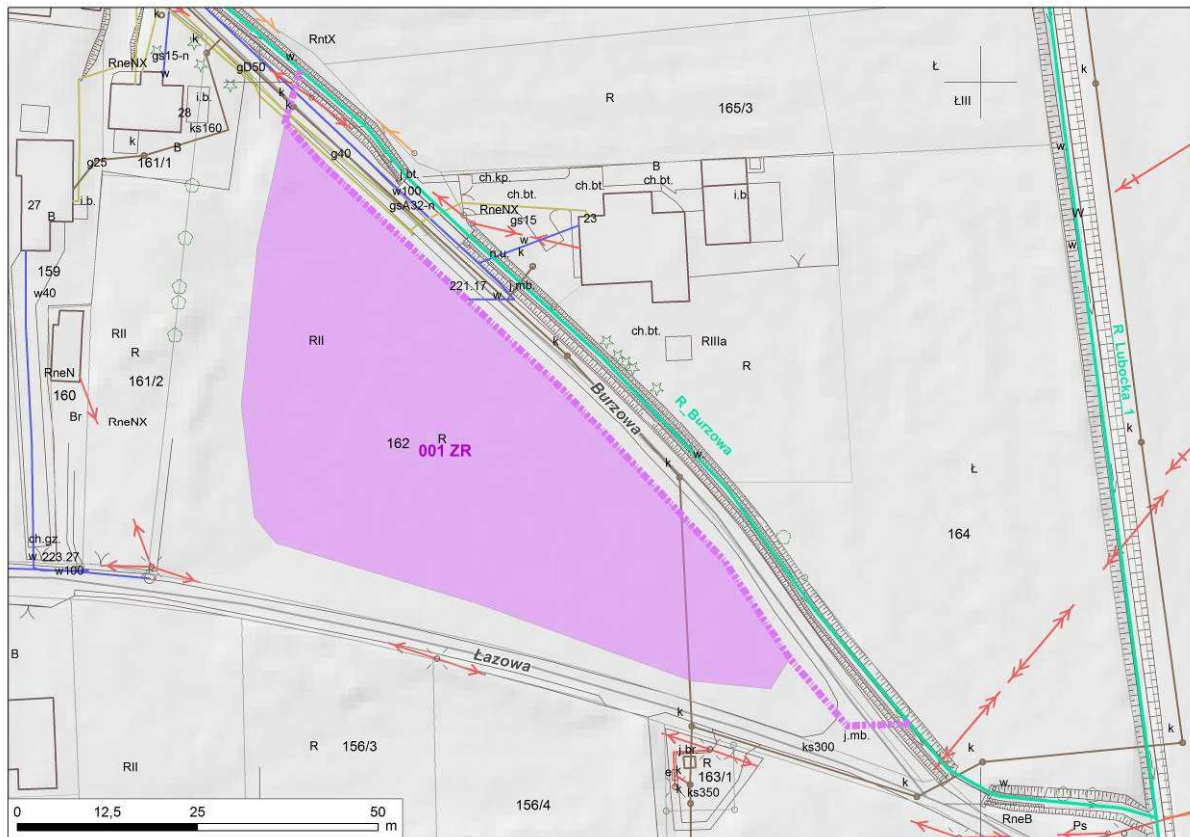 k
RneNX
gs15-n
k
w
gD50
RntX
w.
R
165/3
Ł
ŁIII
k
i.b.
28
ks160
k
k
k
B
161/1
g25
g40
j.bt.
w100
gsA32-n
ch.kp.
ch.bt.
ch.bt.
B
ch.bt.
i.b
RneNX
gs15
23
w
k
n.u.
221.17
w
j.mb.
27
B
i.b.
159
w40
RII
R
161/2
RneN
160
Br
RneNX
RII
162
R
001 ZR
k
Burzowa
ch.bt.
RIIIa
R
R_Burzowa
w.
k
w.
W
w
R_Lubocka_1
k
Ł
164
ch.gz.
w
223.27
w100
Łazowa
B
RII
R
156/3
156/4
k
j.br.
R
163/1
e
k
k
ks350
ks300
j.mb.
k
k
k
w.
RneB
Ps
0
12,5
25
50
m